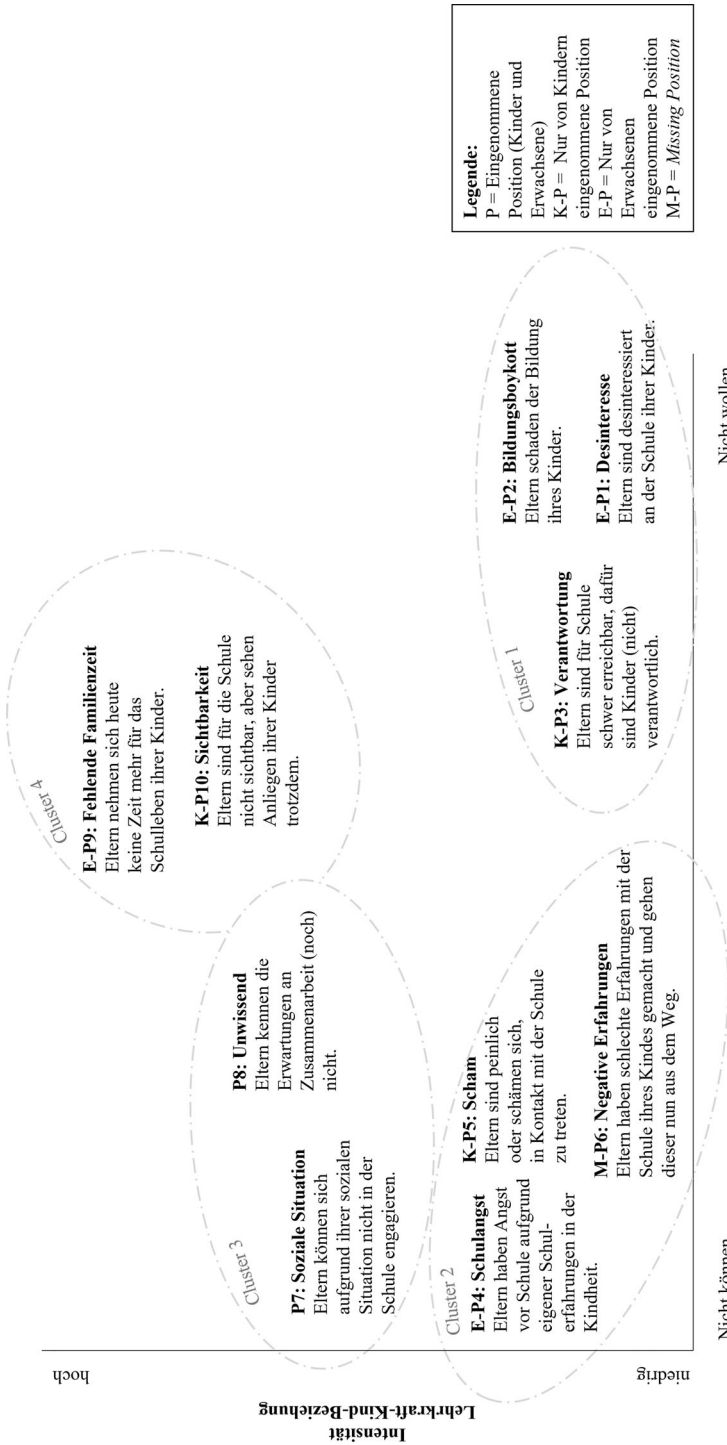 Intensität
Lehrkraft-Kind-Beziehung
hoch
niedrig
Cluster 3
P7: Soziale Situation
Eltern können sich
aufgrund ihrer sozialen
Situation nicht in der
Schule engagieren.
P8: Unwissend
Eltern kennen die
Erwartungen an
Zusammenarbeit (noch)
nicht.
Cluster 4
E-P9: Fehlende Familienzeit
Eltern nehmen sich heute
keine Zeit mehr für das
Schulleben ihrer Kinder.
K-P10: Sichtbarkeit
Eltern sind für die Schule
nicht sichtbar, aber sehen
Anliegen ihrer Kinder
trotzdem.
Cluster 2
E-P4: Schulangst
Eltern haben Angst
vor Schule aufgrund
eigener Schul-
erfahrungen in der
Kindheit.
K-P5: Scham
Eltern sind peinlich
oder schämen sich,
in Kontakt mit der Schule
zu treten.
M-P6: Negative Erfahrungen
Eltern haben schlechte Erfahrungen mit der
Schule ihres Kindes gemacht und gehen
dieser nun aus dem Weg.
Cluster 1
K-P3: Verantwortung
Eltern sind für Schule
schwer erreichbar, dafür
sind Kinder (nicht)
verantwortlich.
E-P2: Bildungsboykott
Eltern schaden der Bildung
ihres Kinder.
E-P1: Desinteresse
Eltern sind desinteressiert
an der Schule ihrer Kinder.
Nicht können
Nicht wollen
Legende:
P = Eingenommene
Position (Kinder und
Erwachsene)
K-P = Nur von Kindern
eingenommene Position
E-P = Nur von
Erwachsenen
eingenommene Position
M-P = Missing Position